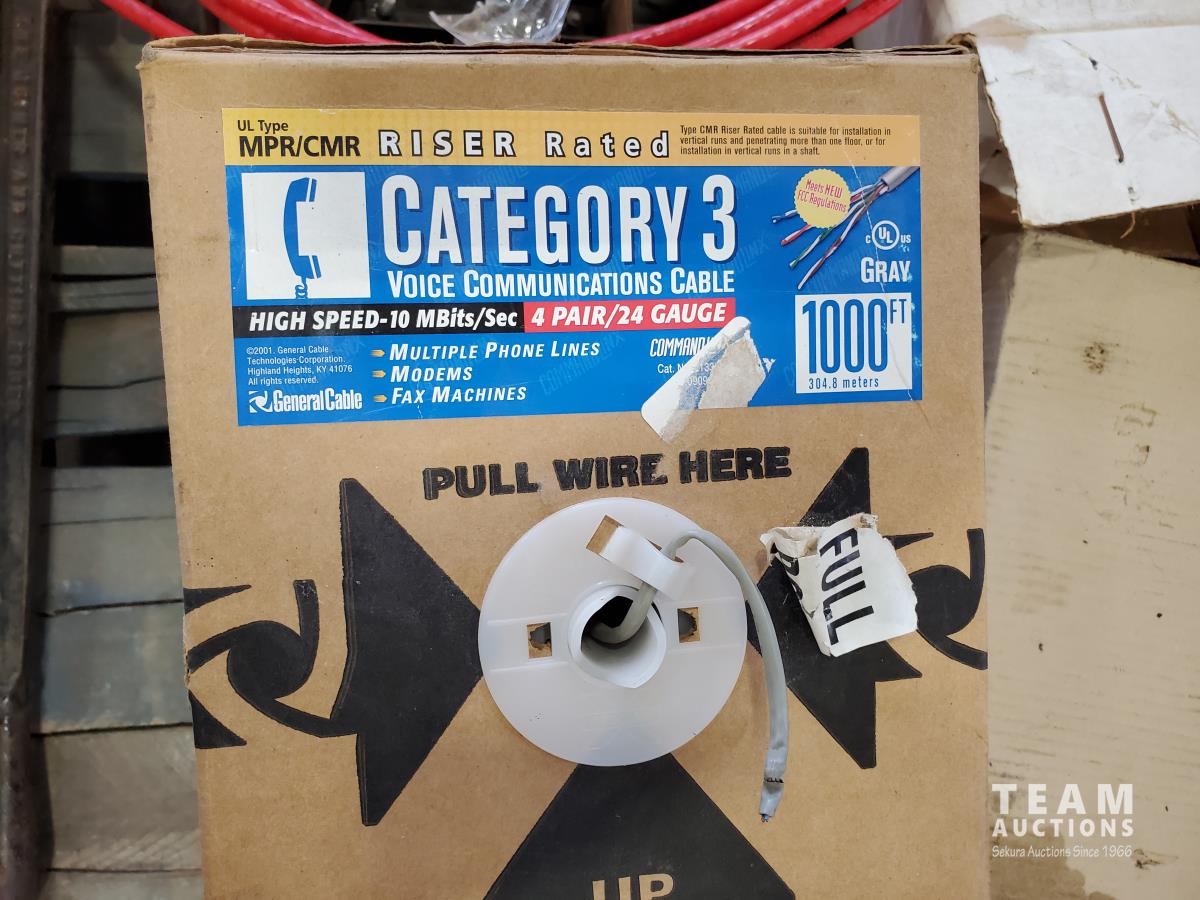 UL Type
MPR/CMR
RISER Rated
Type CMR Riser Rated cable is suitable for installation in
vertical runs and penetrating more than one floor, or for
installation in vertical runs in a shaft.
CATEGORY 3
VOICE COMMUNICATIONS CABLE
Meets NEW
FCC Regulations
C UL US
GRAY
HIGH SPEED-10 MBits/Sec
4 PAIR/24 GAUGE
1000 FT
304.8 meters
©2001. General Cable
Technologies Corporation.
Highland Heights, KY 41076
All rights reserved.
General Cable
MULTIPLE PHONE LINES
MODEMS
FAX MACHINES
Cat.
PULL WIRE HERE
FULL
UP
TEAM
AUCTIONS
Sekura Auctions Since 1966